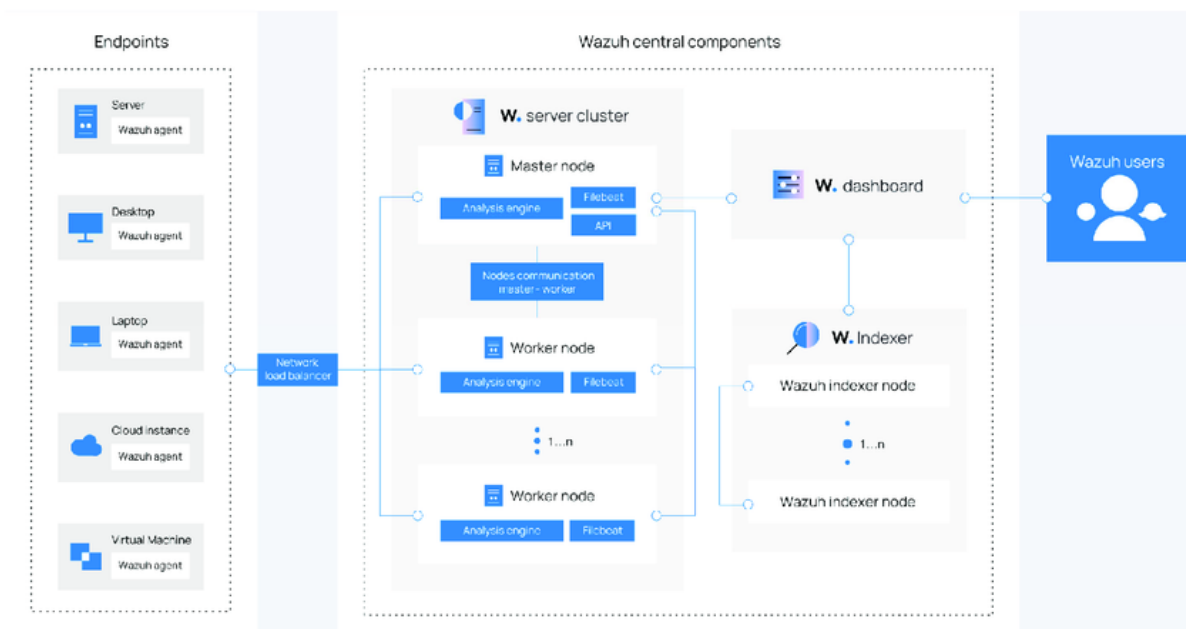 Endpoints
Server
Wazuh agent
Desktop
Wazuh agent
Laptop
Wazuh agent
Cloud instance
Wazuh agent
Virtual Machine
Wazuh agent
Network
load balancer
Wazuh central components
W. server cluster
Master node
Analysis engine
Filebeat
API
Nodes communication
master - worker
Worker node
Analysis engine
Filebeat
1...n
Worker node
Analysis engine
Filebeat
W. dashboard
W. Indexer
Wazuh indexer node
1...n
Wazuh indexer node
Wazuh users